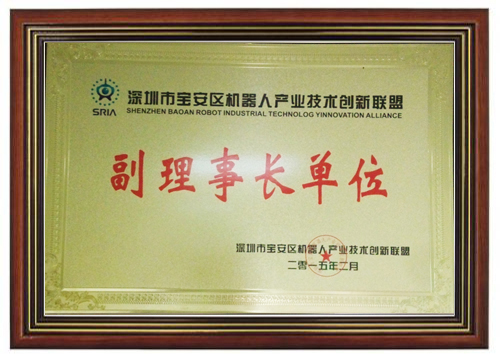 深圳市宝安区机器人产业技术创新联盟
SRIA
SHENZHEN BAOAN ROBOT INDUSTRIAL TECHNOLOG YINNOVATION ALLIANCE
副理事长单位
深圳市宝安区机器人产业技术创新联盟
二零一五年二月